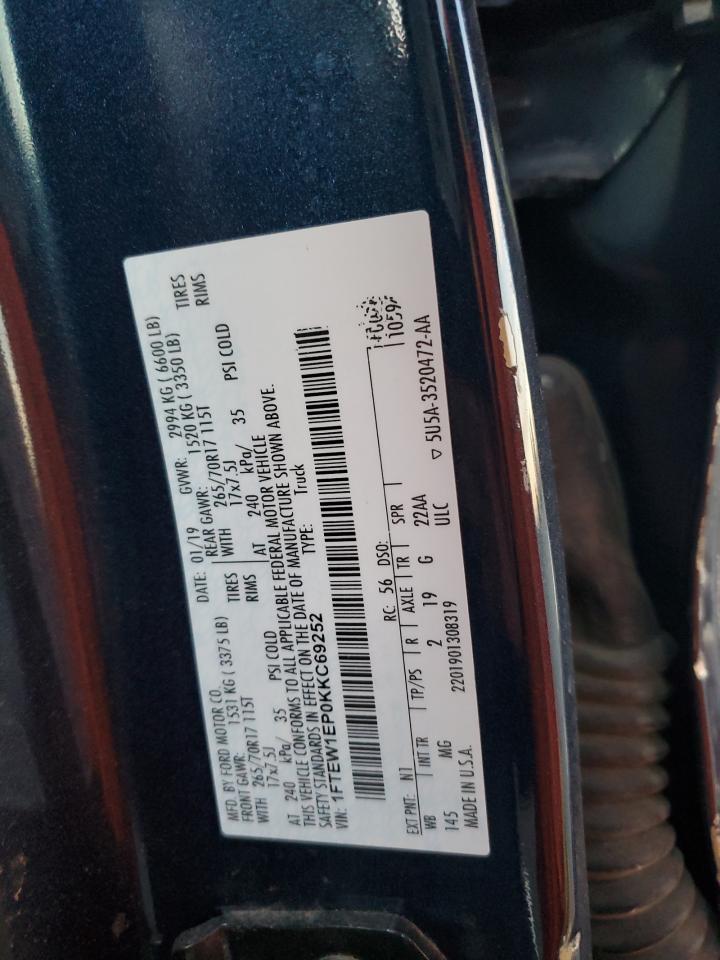 MFD. BY FORD MOTOR CO. DATE: 01/19 GVWR: 2994 KG ( 6600 LB)
FRONT GAWR: 1531 KG ( 3375 LB) REAR GAWR: 1520 KG ( 3350 LB)
WITH 265/70R17 115T TIRES WITH 265/70R17 115T TIRES
17x7.5J RIMS 17x7.5J RIMS
AT 240 kPa/ 35 PSI COLD AT 240 kPa/ 35 PSI COLD
THIS VEHICLE CONFORMS TO ALL APPLICABLE FEDERAL MOTOR VEHICLE
SAFETY STANDARDS IN EFFECT ON THE DATE OF MANUFACTURE SHOWN ABOVE.
VIN: 1FTEW1EP0KKC69252 TYPE: Truck
EXT PNT: N1 RC: 56 DSO:
WB INT TR TP/PS R AXLE TR SPR
145 MG 2 19 G 22AA
2201901308319 ULC
MADE IN U.S.A. 5U5A-3520472-AA